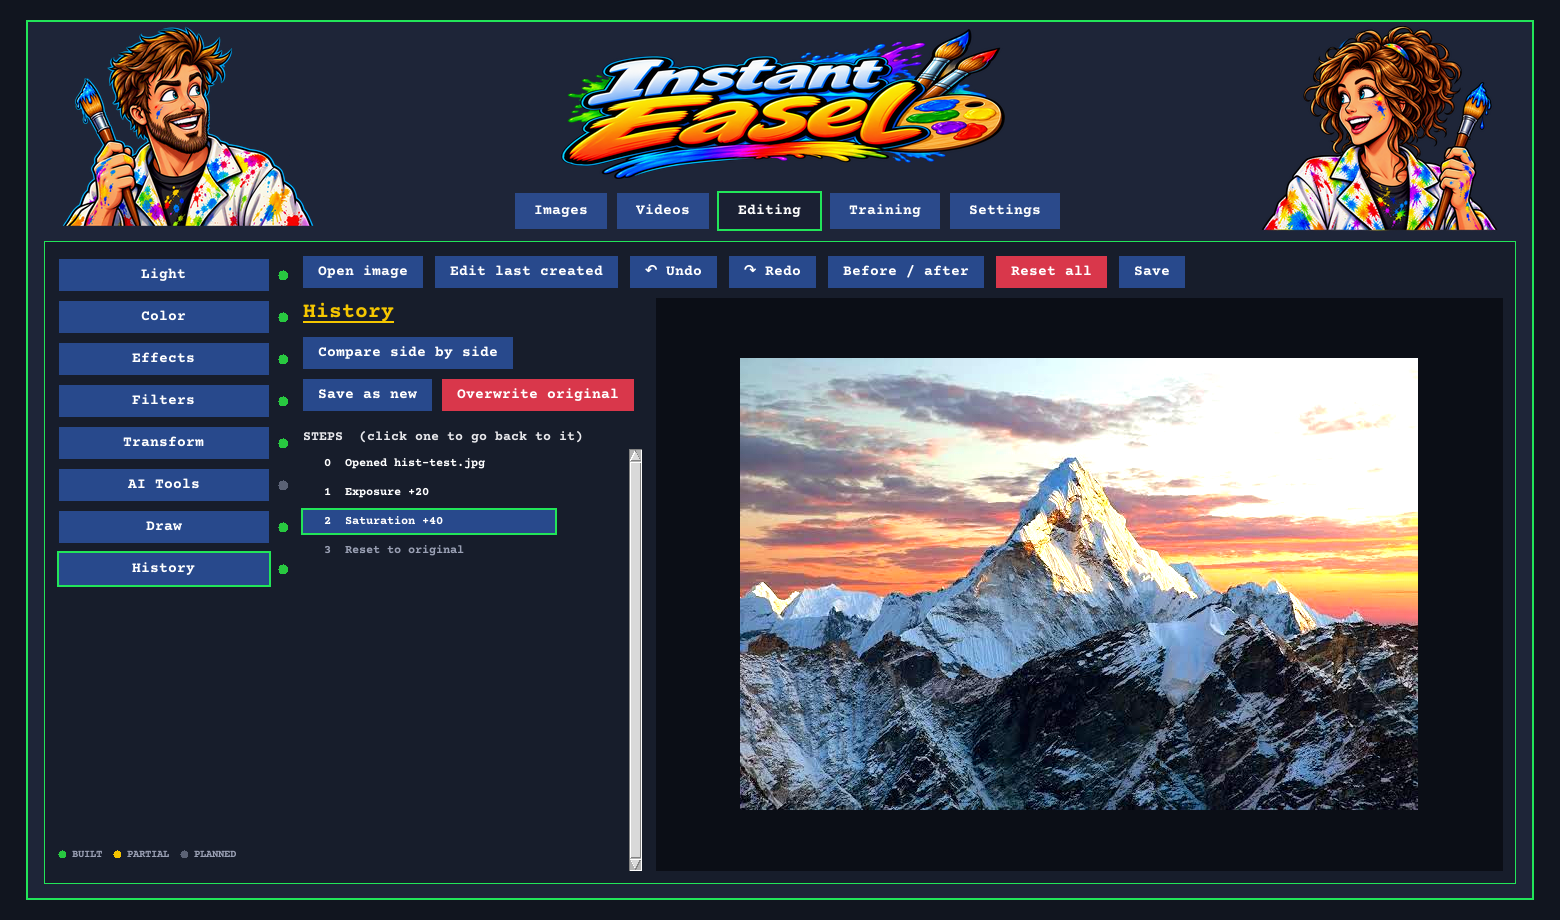 Instant
Easel
Images Videos Editing Training Settings
Light
Color
Effects
Filters
Transform
AI Tools
Draw
History
Open image Edit last created ↶ Undo ↷ Redo Before / after Reset all Save
History
Compare side by side
Save as new Overwrite original
STEPS (click one to go back to it)
0 Opened hist-test.jpg
1 Exposure +20
2 Saturation +40
3 Reset to original
BUILT PARTIAL PLANNED